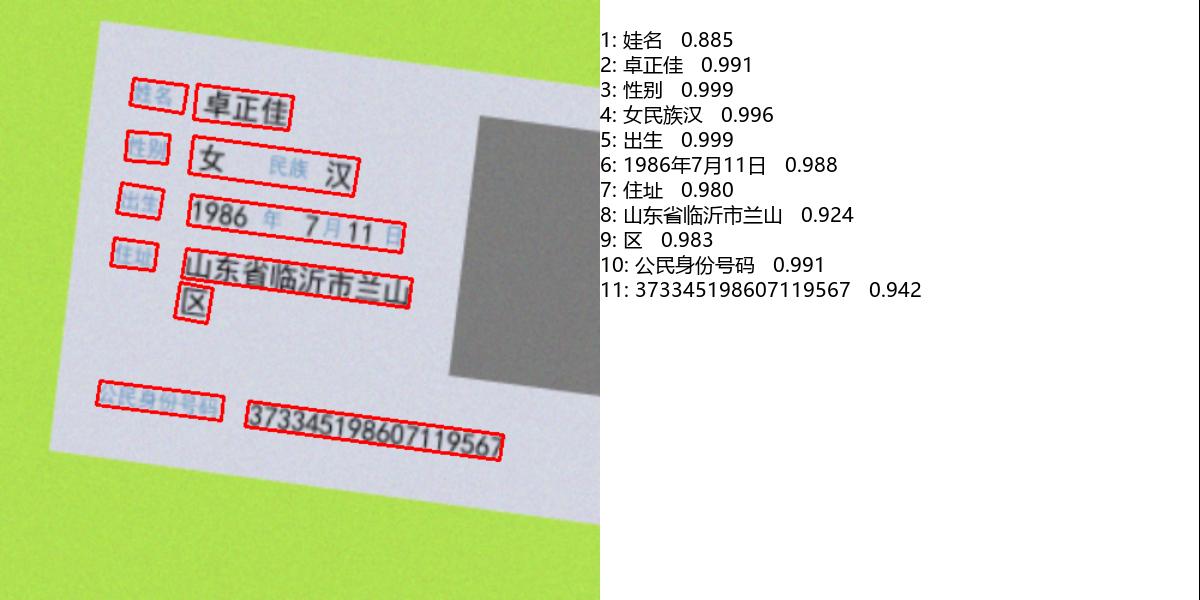 姓名 卓正佳
性别 女 民族 汉
出生 1986 年 7 月 11 日
住址 山东省临沂市兰山
区
公民身份号码 373345198607119567
1: 娃名 0.885
2: 卓正佳 0.991
3: 性别 0.999
4: 女民族汉 0.996
5: 出生 0.999
6: 1986年7月11日 0.988
7: 住址 0.980
8: 山东省临沂市兰山 0.924
9: 区 0.983
10: 公民身份号码 0.991
11: 373345198607119567 0.942